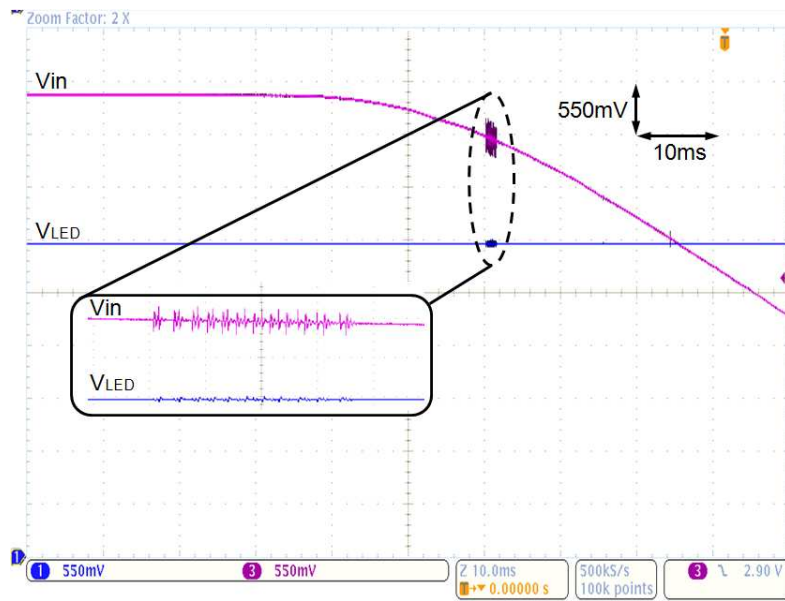 Zoom Factor: 2 X
T
Vin
550mV
10ms
VLED
Vin
VLED
1
1 550mV
3 550mV
Z 10.0ms
T→▼ 0.00000 s
500kS/s
100k points
3 2.90 V